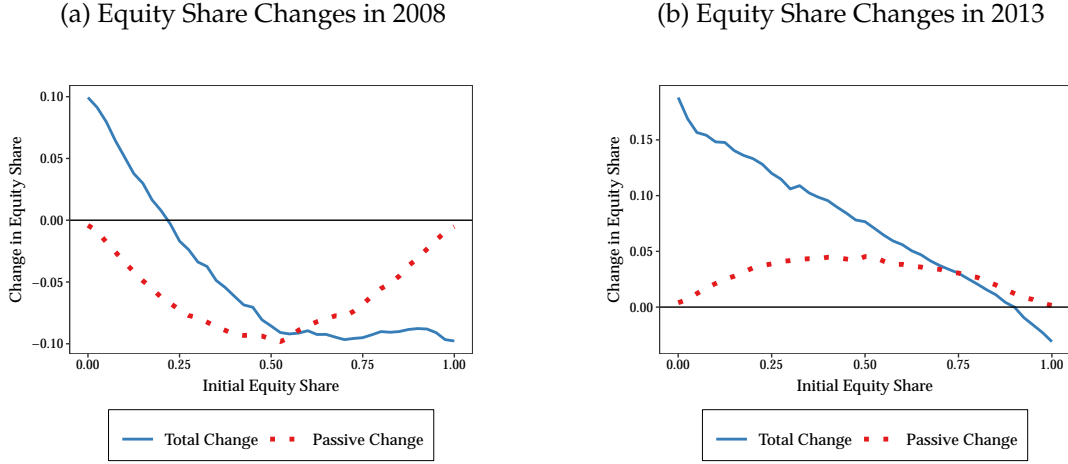 (a) Equity Share Changes in 2008
0.10
0.05
0.00
−0.05
−0.10
Change in Equity Share
0.00 0.25 0.50 0.75 1.00
Initial Equity Share
Total Change Passive Change
(b) Equity Share Changes in 2013
0.15
0.10
0.05
0.00
Change in Equity Share
0.00 0.25 0.50 0.75 1.00
Initial Equity Share
Total Change Passive Change